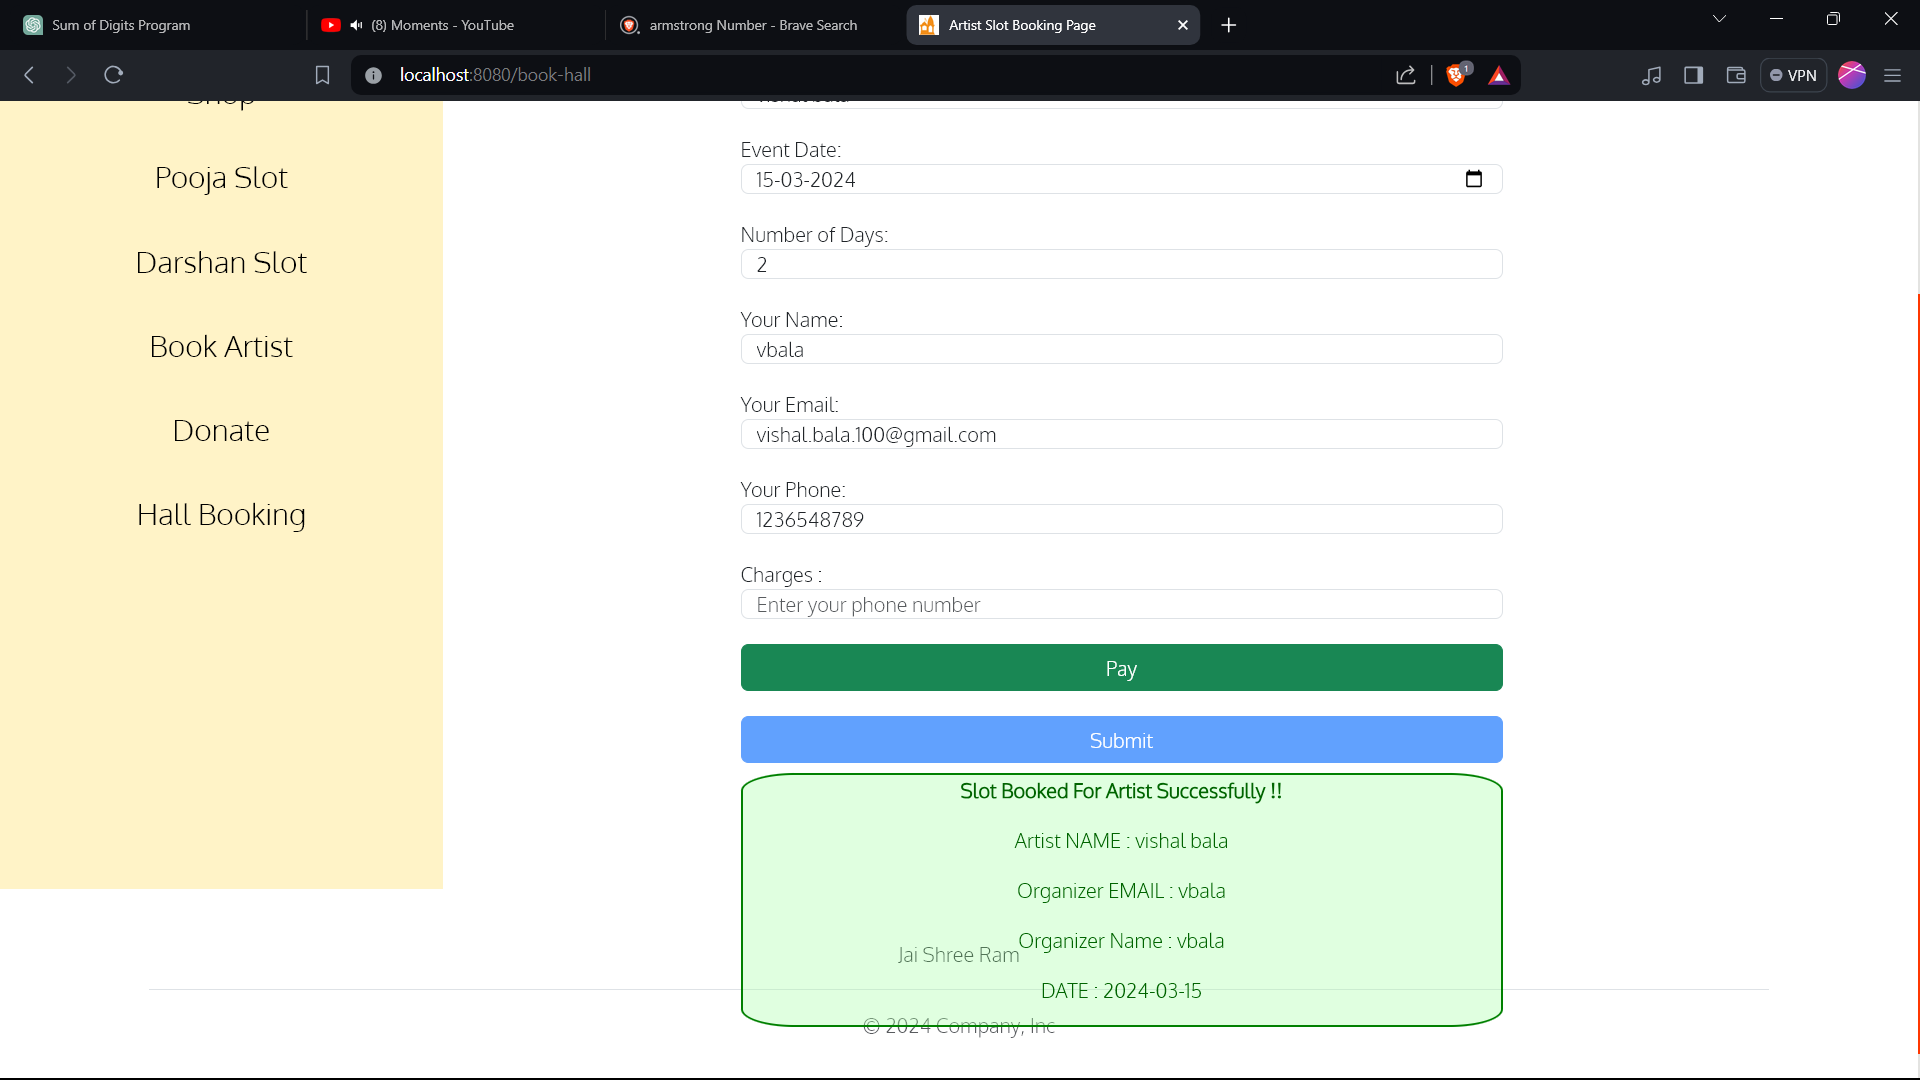 Sum of Digits Program
(8) Moments - YouTube
armstrong Number - Brave Search
Artist Slot Booking Page
localhost:8080/book-hall
1
VPN
Shop
Pooja Slot
Darshan Slot
Book Artist
Donate
Hall Booking
Event Date:
15-03-2024
Number of Days:
2
Your Name:
vbala
Your Email:
vishal.bala.100@gmail.com
Your Phone:
1236548789
Charges :
Enter your phone number
Pay
Submit
Slot Booked For Artist Successfully !!
Artist NAME : vishal bala
Organizer EMAIL : vbala
Organizer Name : vbala
DATE : 2024-03-15
Jai Shree Ram
© 2024 Company, Inc